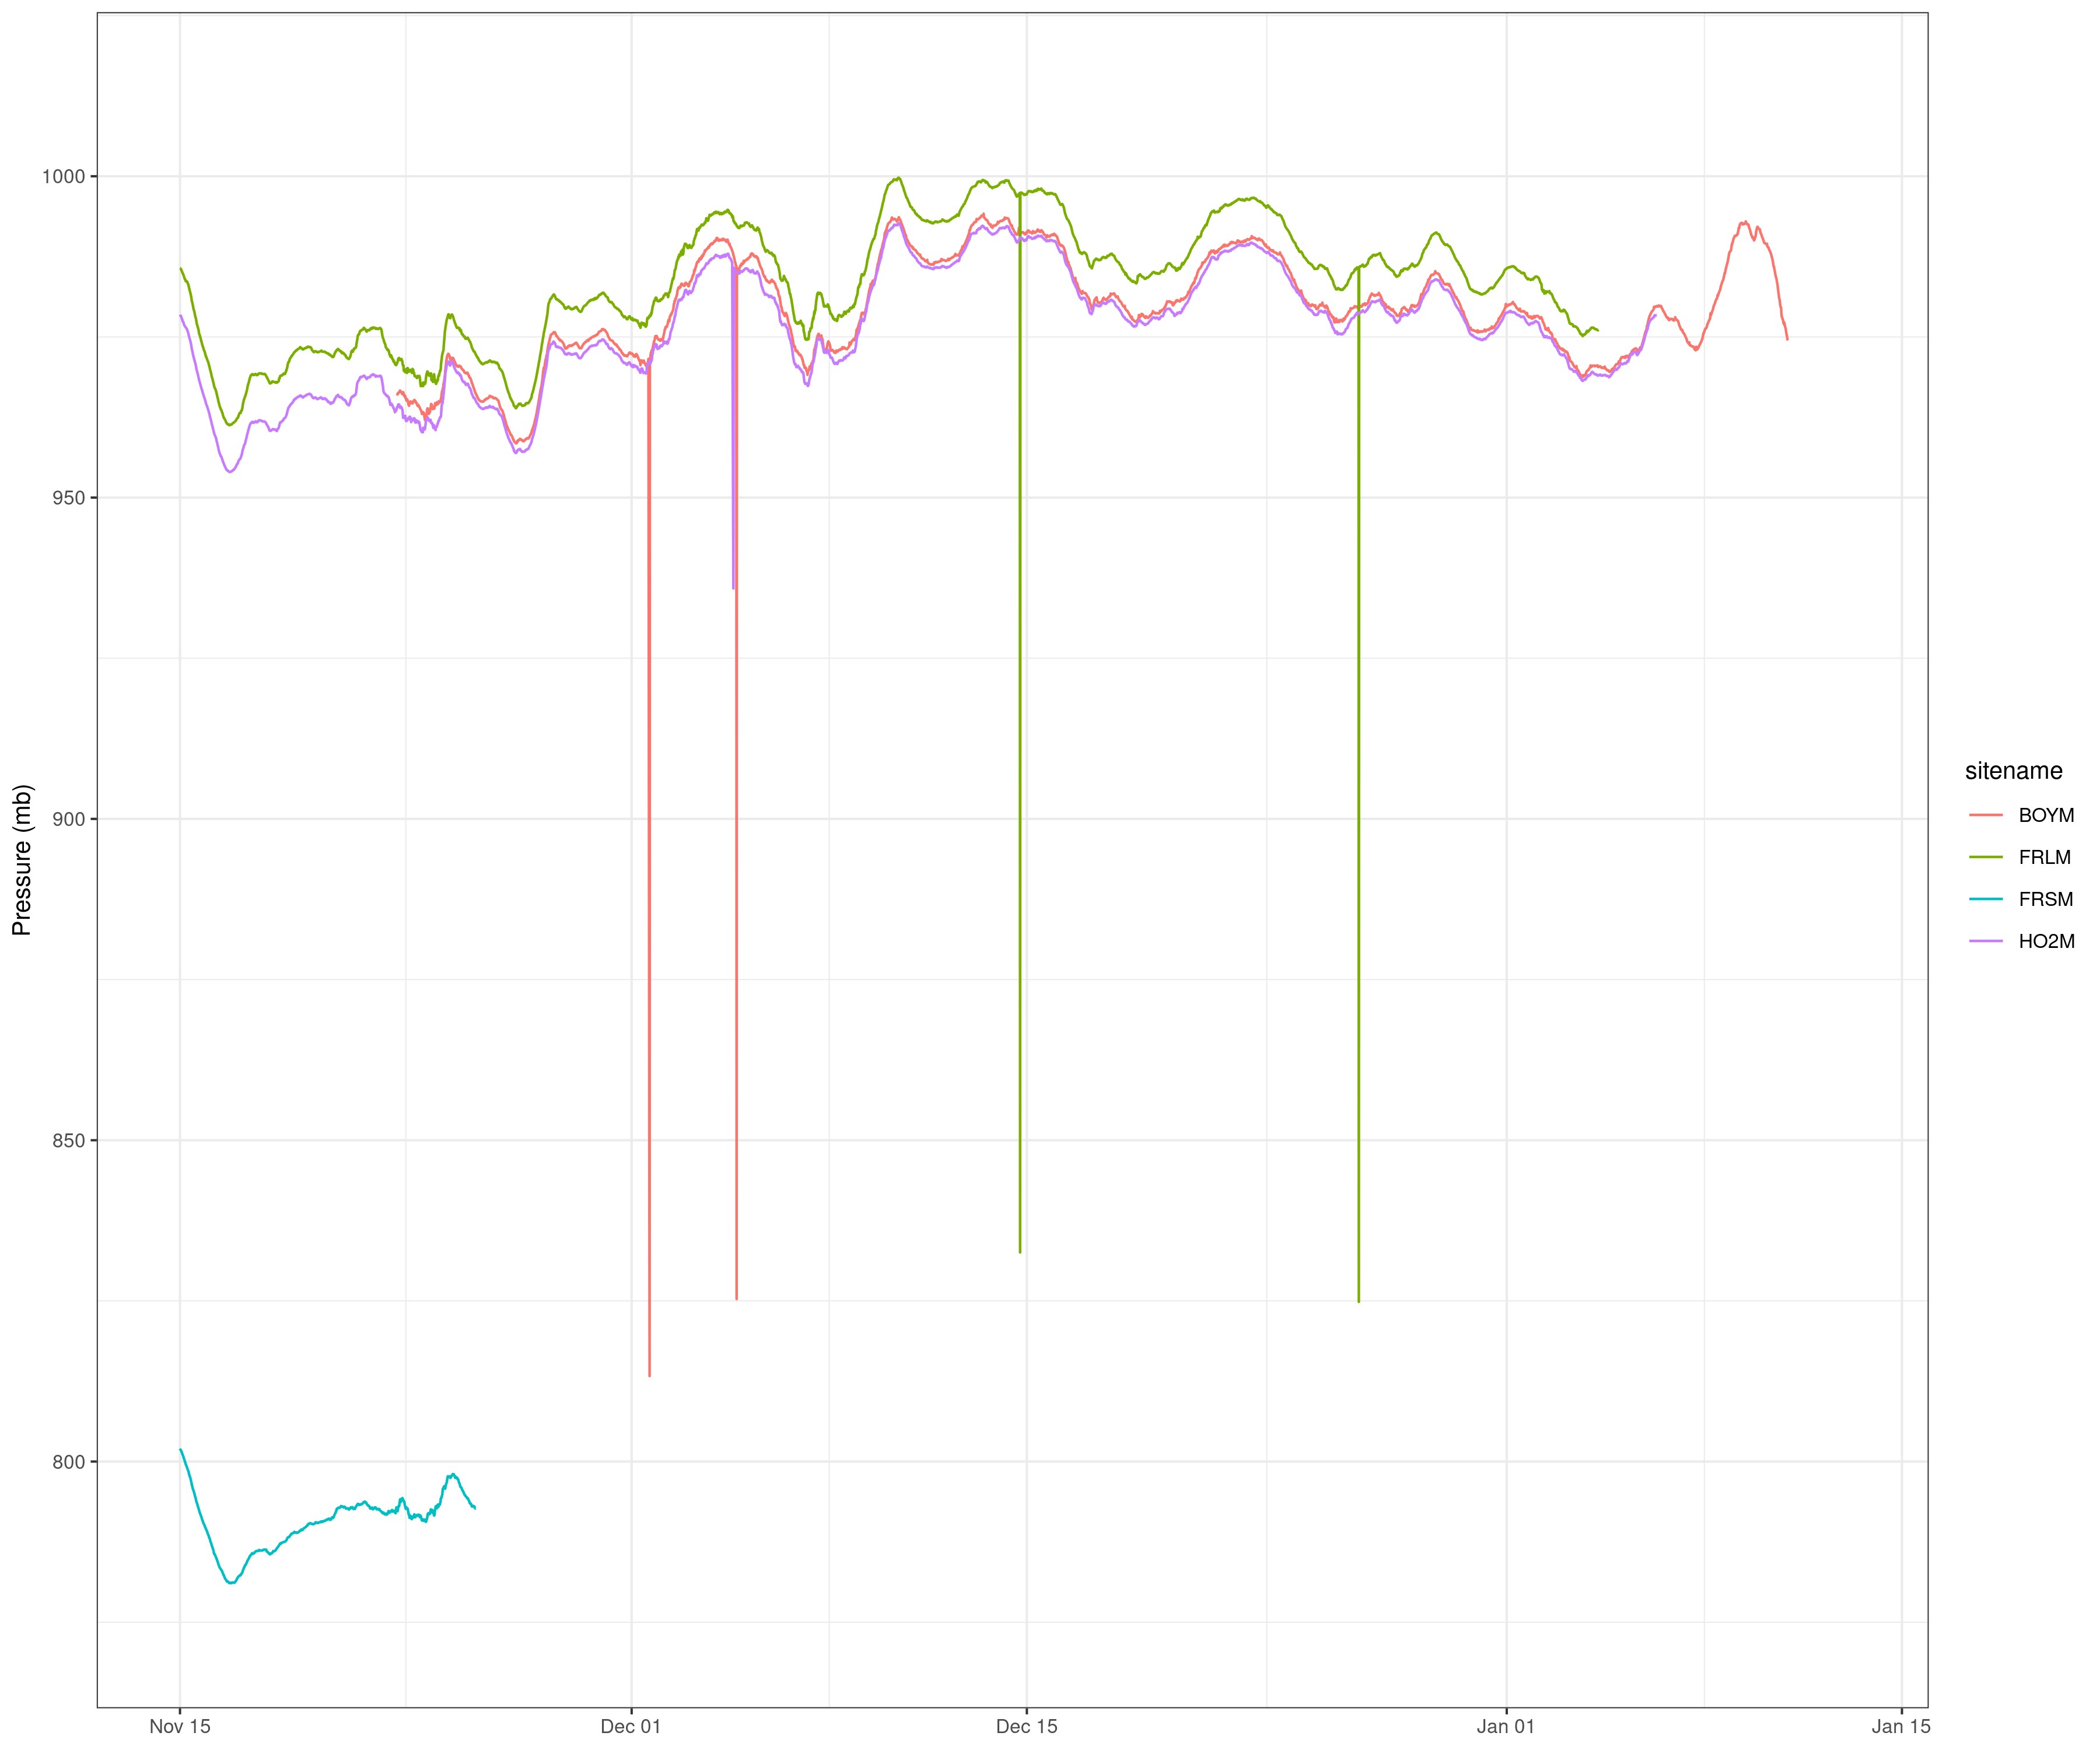 Pressure (mb)
1000
950
900
850
800
Nov 15
Dec 01
Dec 15
Jan 01
Jan 15
sitename
BOYM
FRLM
FRSM
HO2M